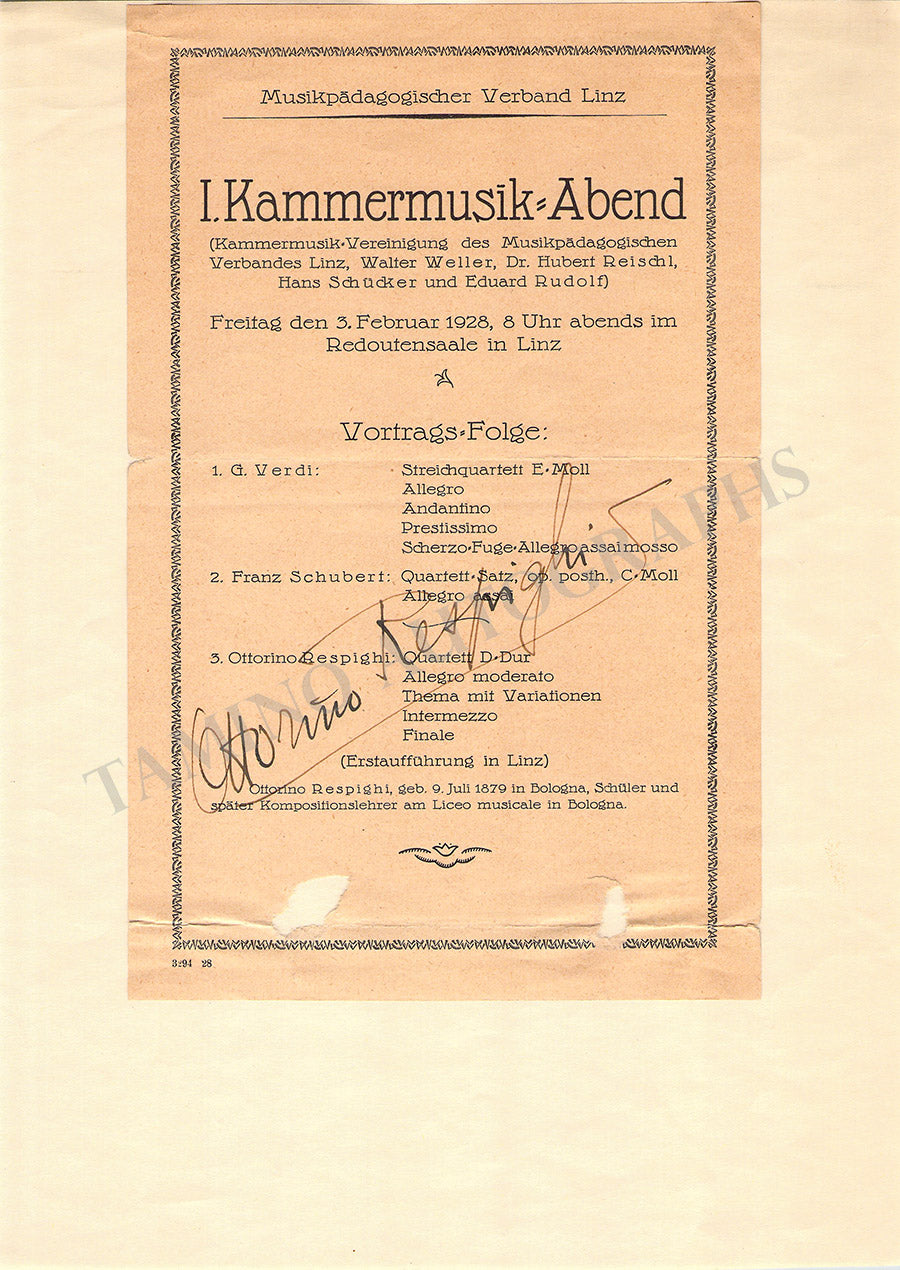 Musikpädagogischer Verband Linz
I. Kammermusik-Abend
(Kammermusik-Vereinigung des Musikpädagogischen
Verbandes Linz, Walter Weller, Dr. Hubert Reischl,
Hans Schücker und Eduard Rudolf)
Freitag den 3. Februar 1928, 8 Uhr abends im
Redoutensaale in Linz
Vortrags-Folge:
1. G. Verdi: Streichquartett E-Moll
Allegro
Andantino
Prestissimo
Scherzo-Fuge-Allegro assai mosso
2. Franz Schubert: Quartett-Satz, op. posth., C-Moll
Allegro assai
3. Ottorino Respighi: Quartett D-Dur
Allegro moderato
Thema mit Variationen
Intermezzo
Finale
(Erstaufführung in Linz)
Ottorino Respighi, geb. 9. Juli 1879 in Bologna, Schüler und
später Kompositionslehrer am Liceo musicale in Bologna.
Ottorino Respighi
3294 28
TAMINO AUTOGRAPHS